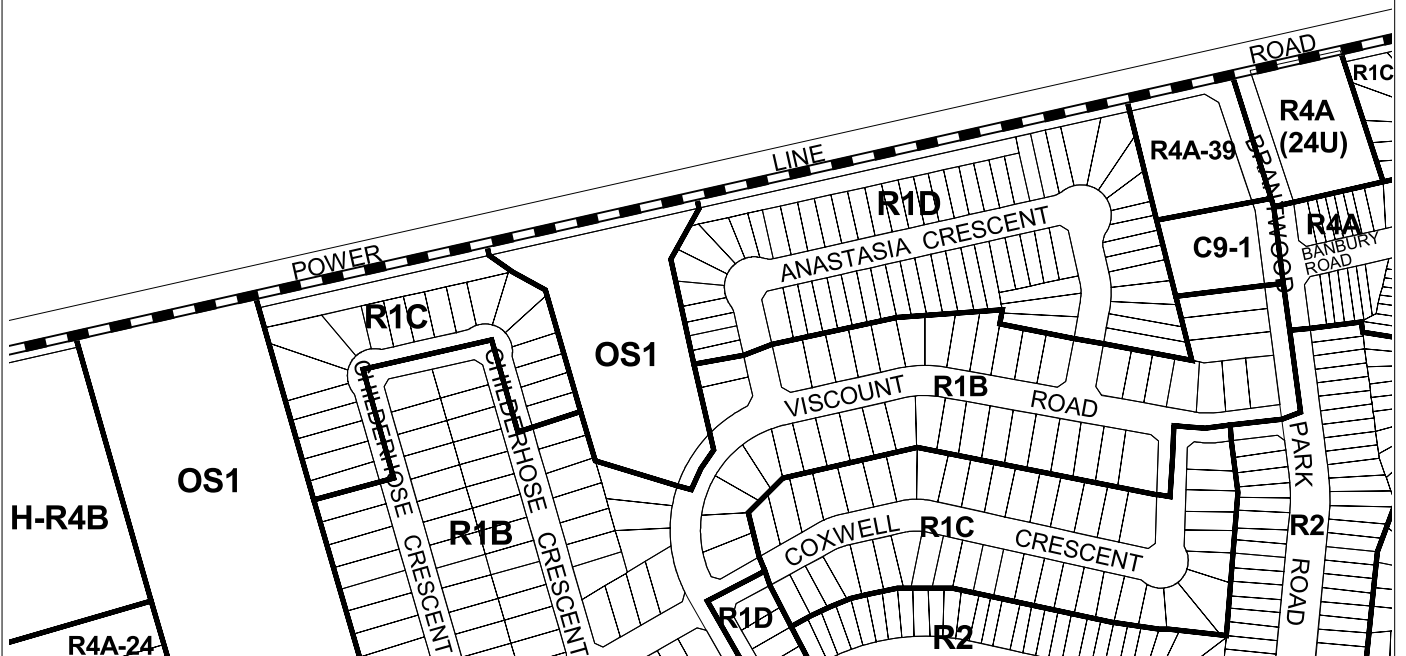 ROAD
R1C
R4A
(24U)
LINE
R4A-39
BRANTWOOD
R1D
ANASTASIA CRESCENT
R4A
C9-1
BANBURY
ROAD
POWER
R1C
OS1
CHILDERHOSE CRESCENT
CHILDERHOSE CRESCENT
VISCOUNT
R1B
ROAD
PARK
OS1
H-R4B
R1B
COXWELL
R1C
CRESCENT
R2
ROAD
R1D
R2
R4A-24